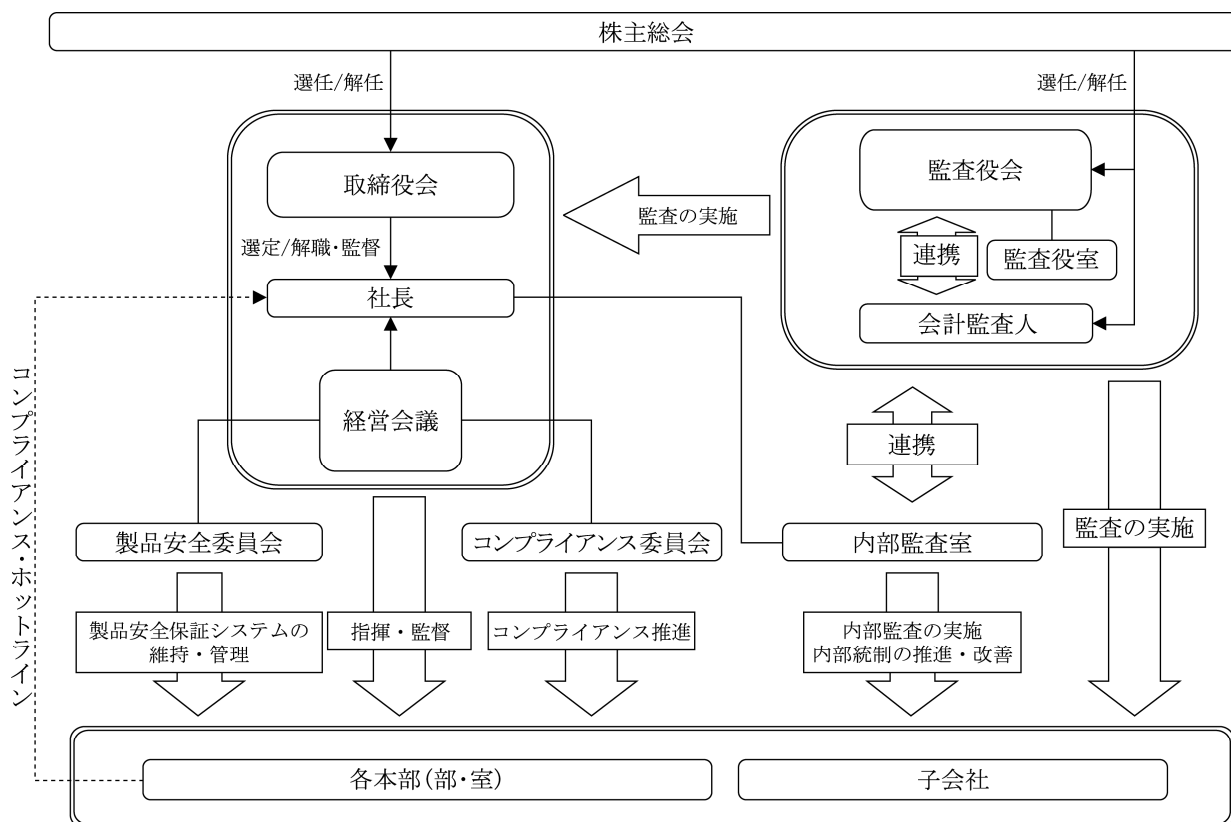 株主総会
選任/解任
選任/解任
取締役会
監査役会
監査の実施
選定/解職・監督
連携
監査役室
社長
会計監査人
コンプライアンス・ホットライン
経営会議
連携
製品安全委員会
コンプライアンス委員会
内部監査室
監査の実施
製品安全保証システムの
維持・管理
指揮・監督
コンプライアンス推進
内部監査の実施
内部統制の推進・改善
各本部(部・室)
子会社